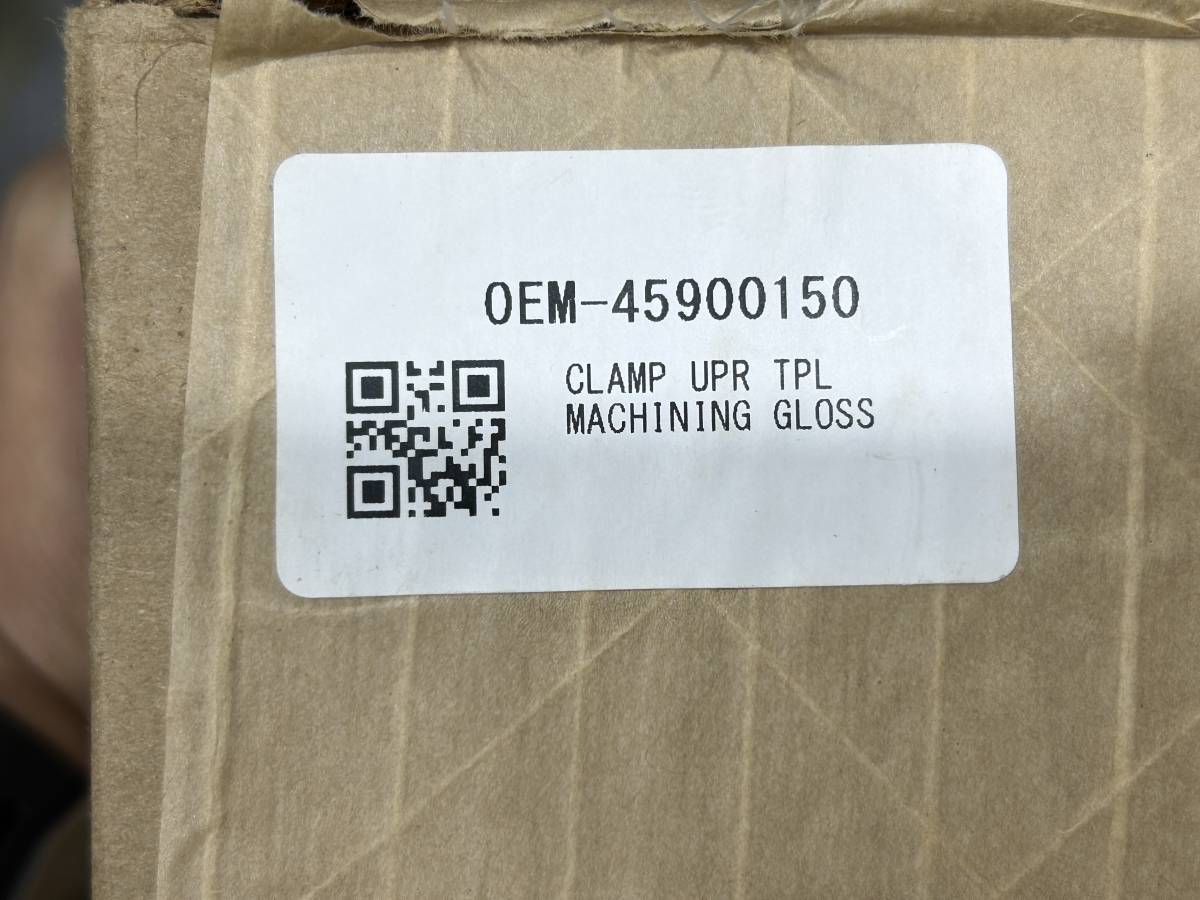 OEM-45900150
CLAMP UPR TPL
MACHINING GLOSS